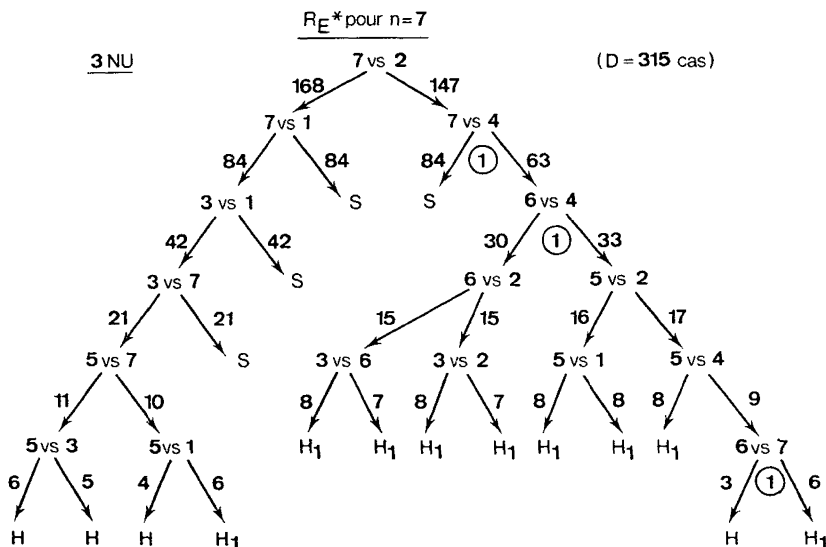 R_E* pour n=7
3 NU
7 vs 2
(D = 315 cas)
168 147
7 vs 1 7 vs 4
84 84 84 1 63
3 vs 1 S S 6 vs 4
42 42 30 1 33
3 vs 7 S 6 vs 2 5 vs 2
21 21 15 15 16 17
5 vs 7 S 3 vs 6 3 vs 2 5 vs 1 5 vs 4
11 10 8 7 8 7 8 8 8 9
5 vs 3 5 vs 1 H1 H1 H1 H1 H1 H1 H1 6 vs 7
6 5 4 6 3 1 6
H H H H1 H H1